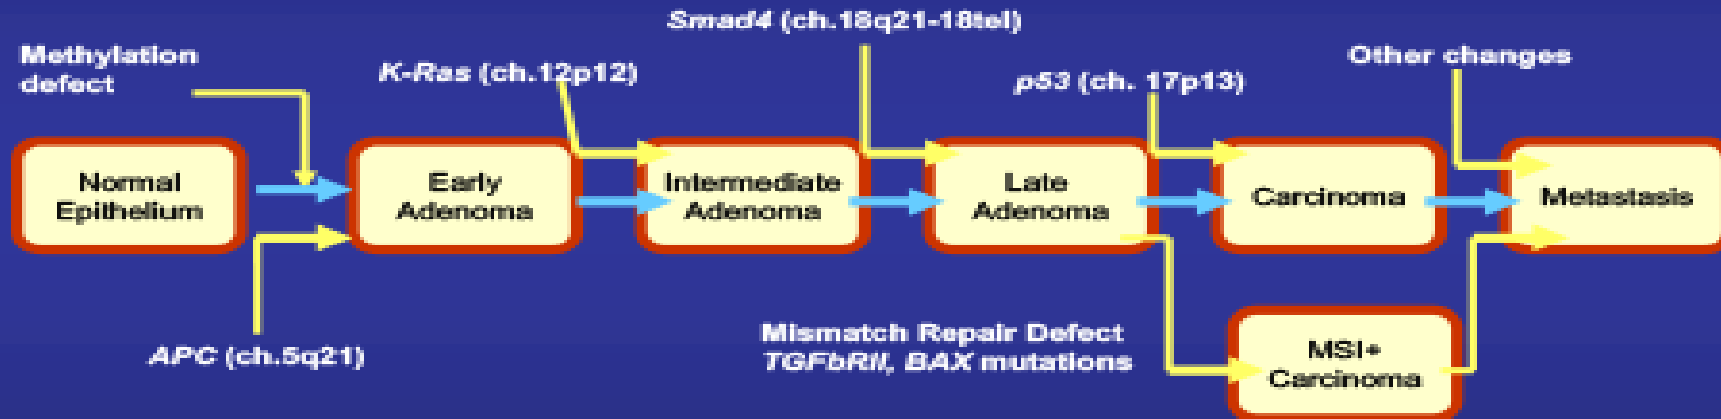 Smad4 (ch.18q21-18tel)
Methylation
defect
K-Ras (ch.12p12)
p53 (ch. 17p13)
Other changes
Normal
Epithelium
Early
Adenoma
Intermediate
Adenoma
Late
Adenoma
Carcinoma
Metastasis
APC (ch.5q21)
Mismatch Repair Defect
TGFbRII, BAX mutations
MSI+
Carcinoma